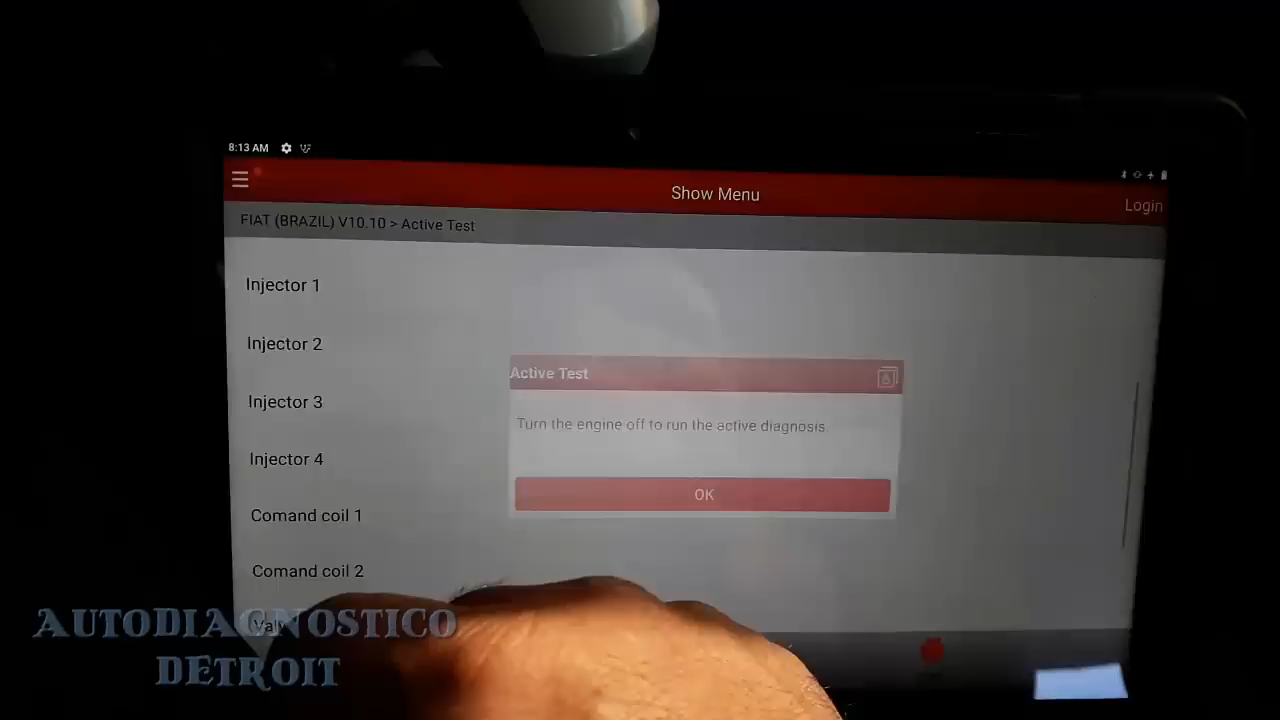 8:13 AM
Show Menu
Login
FIAT (BRAZIL) V10.10 > Active Test
Injector 1
Injector 2
Injector 3
Injector 4
Comand coil 1
Comand coil 2
Active Test
Turn the engine off to run the active diagnosis.
OK
AUTODIAGNOSTICO
DETROIT